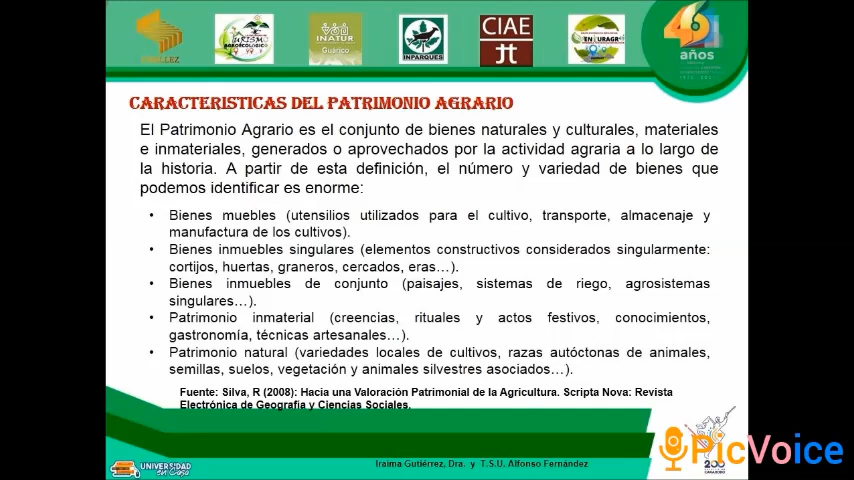 TURISMO
AGROECOLÓGICO
INATUR
Guárico
INPARQUES
CIAE
46
años
CARACTERISTICAS DEL PATRIMONIO AGRARIO
El Patrimonio Agrario es el conjunto de bienes naturales y culturales, materiales
e inmateriales, generados o aprovechados por la actividad agraria a lo largo de
la historia. A partir de esta definición, el número y variedad de bienes que
podemos identificar es enorme:
• Bienes muebles (utensilios utilizados para el cultivo, transporte, almacenaje y
manufactura de los cultivos).
• Bienes inmuebles singulares (elementos constructivos considerados singularmente:
cortijos, huertas, graneros, cercados, eras…).
• Bienes inmuebles de conjunto (paisajes, sistemas de riego, agrosistemas
singulares…).
• Patrimonio inmaterial (creencias, rituales y actos festivos, conocimientos,
gastronomía, técnicas artesanales…).
• Patrimonio natural (variedades locales de cultivos, razas autóctonas de animales,
semillas, suelos, vegetación y animales silvestres asociados…).
Fuente: Silva, R (2008): Hacia una Valoración Patrimonial de la Agricultura. Scripta Nova: Revista
Electrónica de Geografía y Ciencias Sociales.
UNIVERSIDAD
en Casa
Iraima Gutiérrez, Dra. y T.S.U. Alfonso Fernández
200
PicVoice